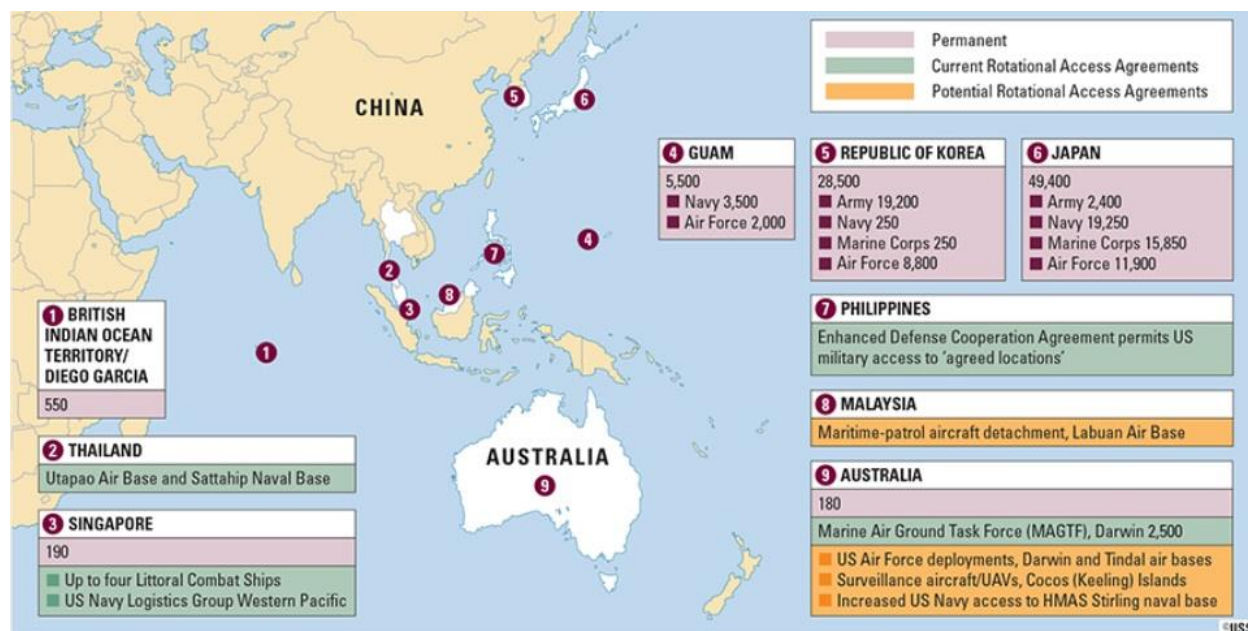 Permanent
Current Rotational Access Agreements
Potential Rotational Access Agreements
CHINA
5
6
4 GUAM
5,500
Navy 3,500
Air Force 2,000
5 REPUBLIC OF KOREA
28,500
Army 19,200
Navy 250
Marine Corps 250
Air Force 8,800
6 JAPAN
49,400
Army 2,400
Navy 19,250
Marine Corps 15,850
Air Force 11,900
4
7
2
8
3
1
1 BRITISH
INDIAN OCEAN
TERRITORY/
DIEGO GARCIA
550
7 PHILIPPINES
Enhanced Defense Cooperation Agreement permits US
military access to ‘agreed locations’
8 MALAYSIA
Maritime-patrol aircraft detachment, Labuan Air Base
2 THAILAND
Utapao Air Base and Sattahip Naval Base
AUSTRALIA
9
3 SINGAPORE
190
Up to four Littoral Combat Ships
US Navy Logistics Group Western Pacific
9 AUSTRALIA
180
Marine Air Ground Task Force (MAGTF), Darwin 2,500
US Air Force deployments, Darwin and Tindal air bases
Surveillance aircraft/UAVs, Cocos (Keeling) Islands
Increased US Navy access to HMAS Stirling naval base